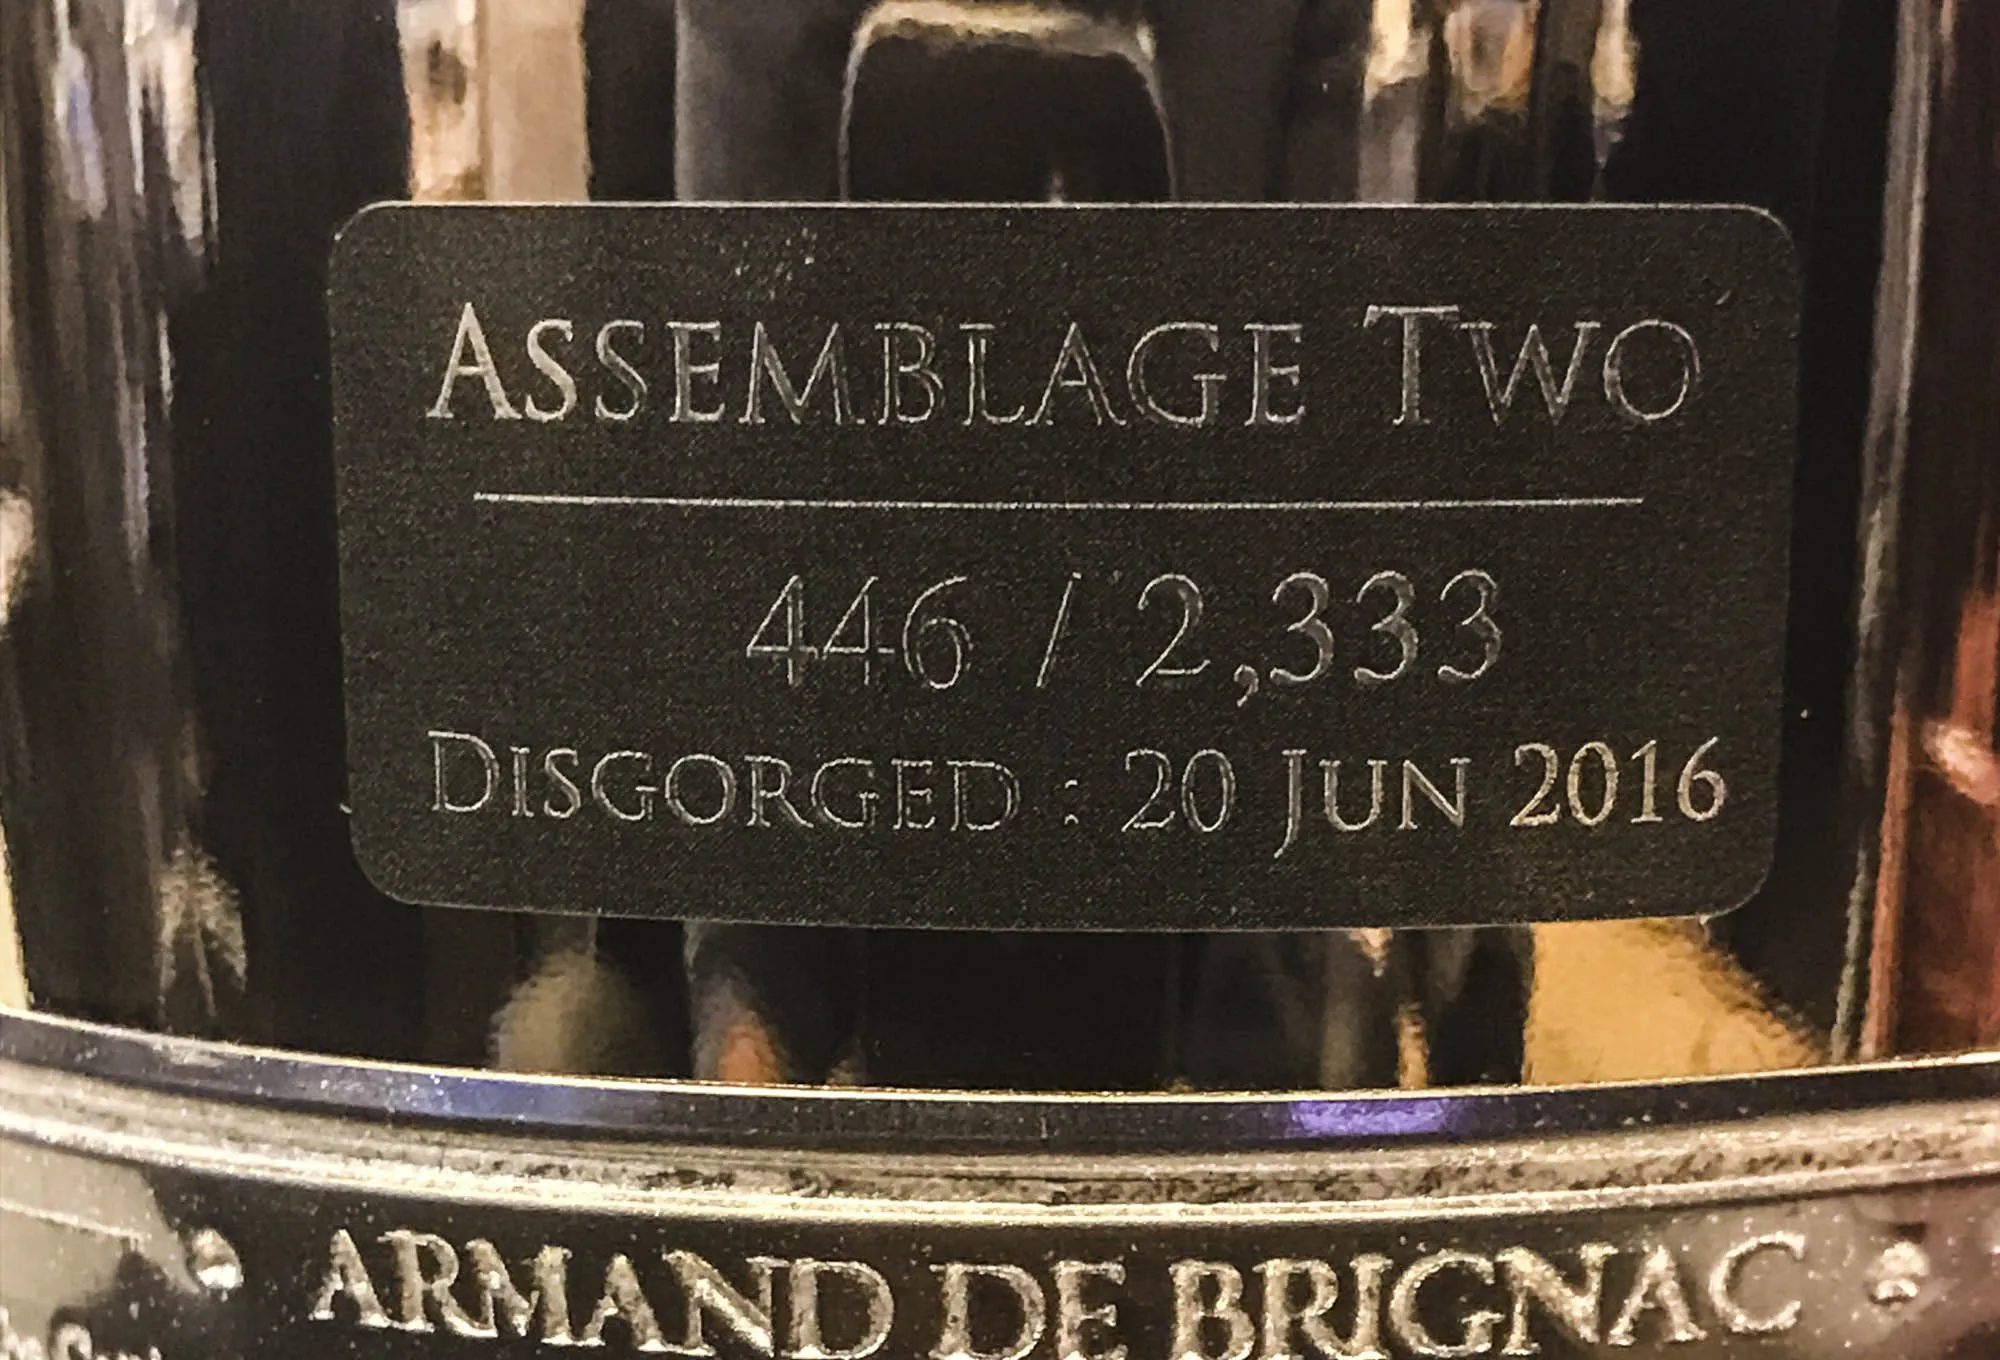 ASSEMBLAGE TWO
446 / 2,333
DISGORGED : 20 JUN 2016
ARMAND DE BRIGNAC